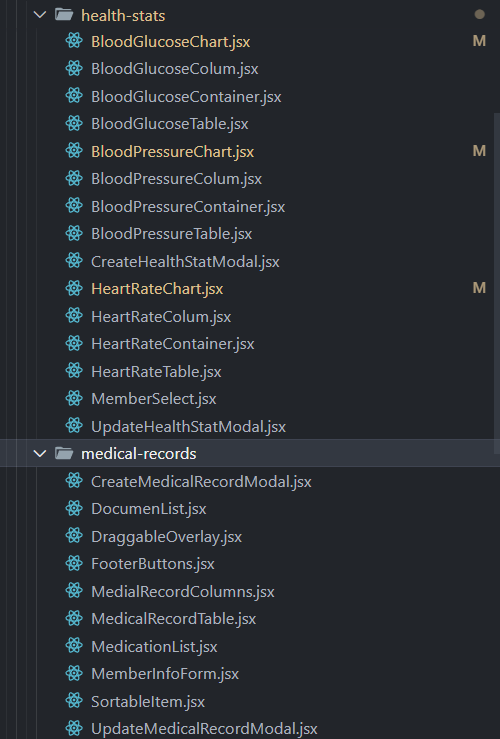 health-stats
BloodGlucoseChart.jsx M
BloodGlucoseColum.jsx
BloodGlucoseContainer.jsx
BloodGlucoseTable.jsx
BloodPressureChart.jsx M
BloodPressureColum.jsx
BloodPressureContainer.jsx
BloodPressureTable.jsx
CreateHealthStatModal.jsx
HeartRateChart.jsx M
HeartRateColum.jsx
HeartRateContainer.jsx
HeartRateTable.jsx
MemberSelect.jsx
UpdateHealthStatModal.jsx
medical-records
CreateMedicalRecordModal.jsx
DocumenList.jsx
DraggableOverlay.jsx
FooterButtons.jsx
MedialRecordColumns.jsx
MedicalRecordTable.jsx
MedicationList.jsx
MemberInfoForm.jsx
SortableItem.jsx
UpdateMedicalRecordModal.jsx